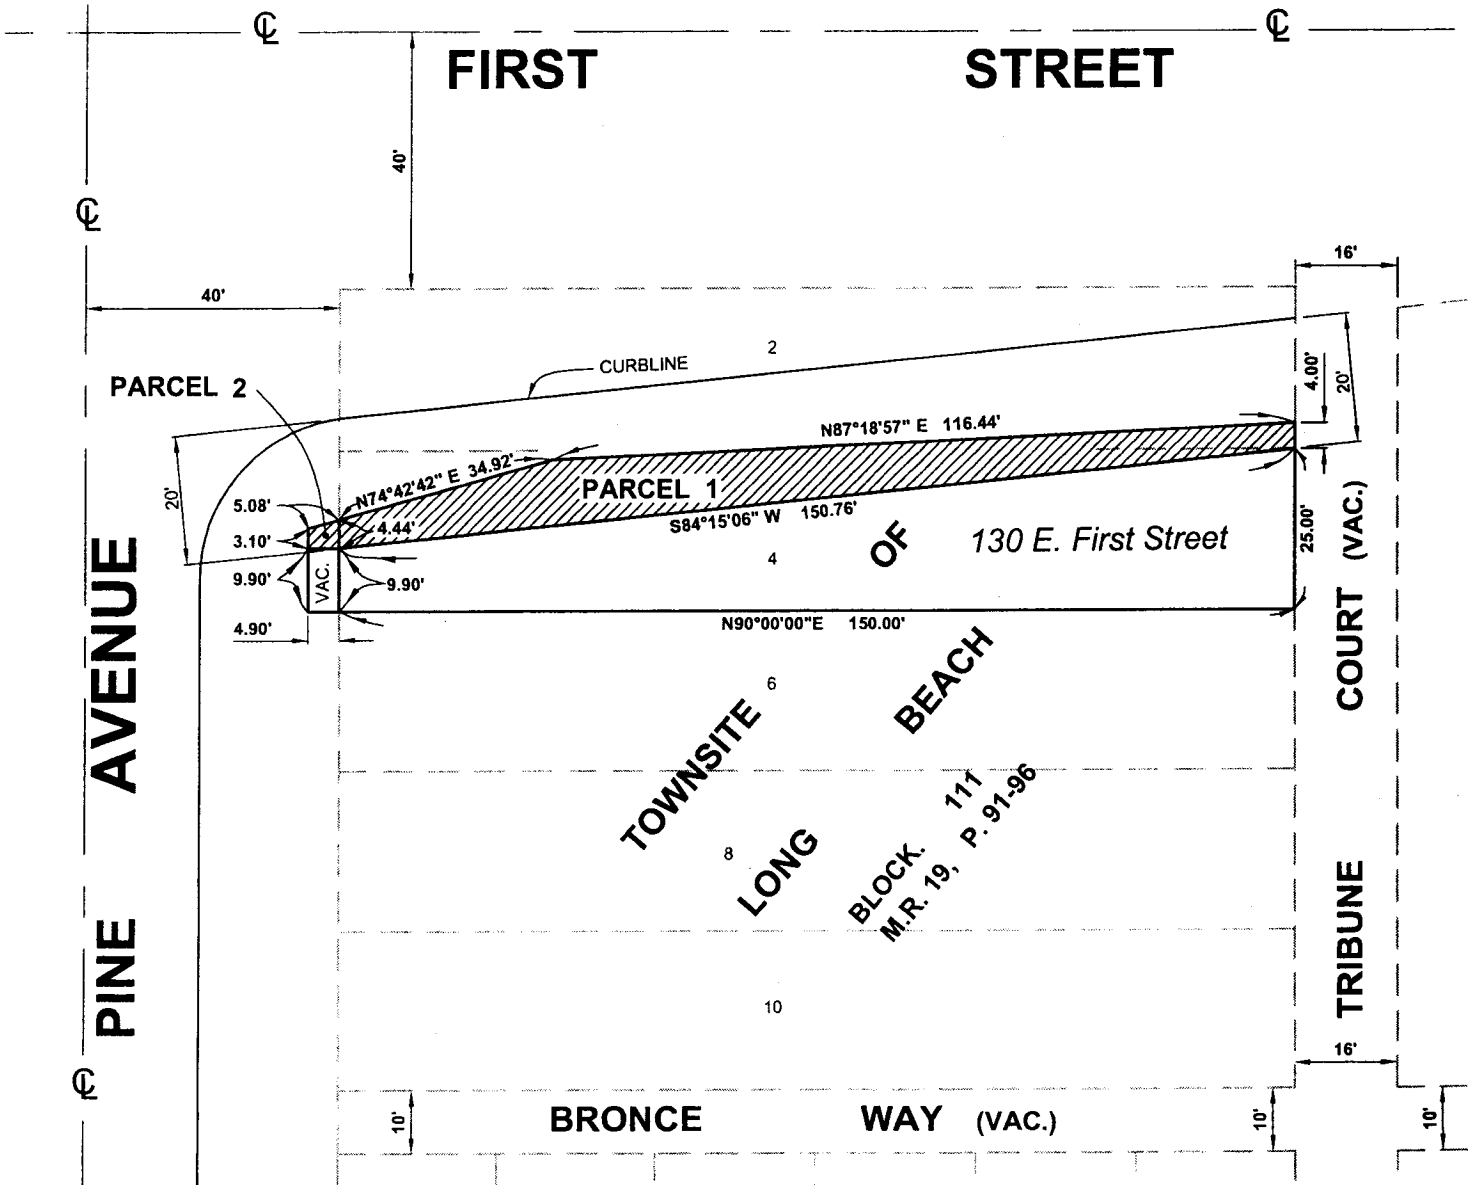 ℄
℄
FIRST STREET
40'
℄
16'
40'
2
CURBLINE
4.00'
20'
PARCEL 2
N87°18'57" E 116.44'
N74°42'42" E 34.92'
20'
PARCEL 1
5.08'
4.44'
S84°15'06" W 150.76'
3.10'
OF
130 E. First Street
25.00'
4
9.90'
VAC.
9.90'
4.90'
N90°00'00"E 150.00'
COURT (VAC.)
PINE AVENUE
6
BEACH
TOWNSITE
8
LONG
BLOCK. 111
M.R. 19, P. 91-96
TRIBUNE
10
16'
℄
10'
BRONCE WAY (VAC.)
10'
10'